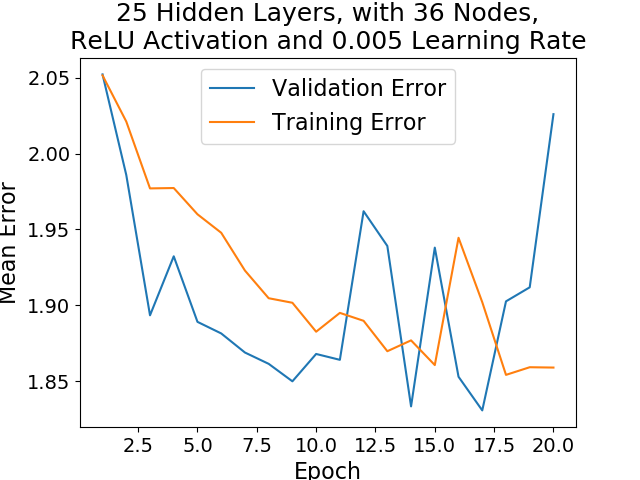 25 Hidden Layers, with 36 Nodes,
ReLU Activation and 0.005 Learning Rate
Validation Error
Training Error
Mean Error
2.05
2.00
1.95
1.90
1.85
2.5 5.0 7.5 10.0 12.5 15.0 17.5 20.0
Epoch